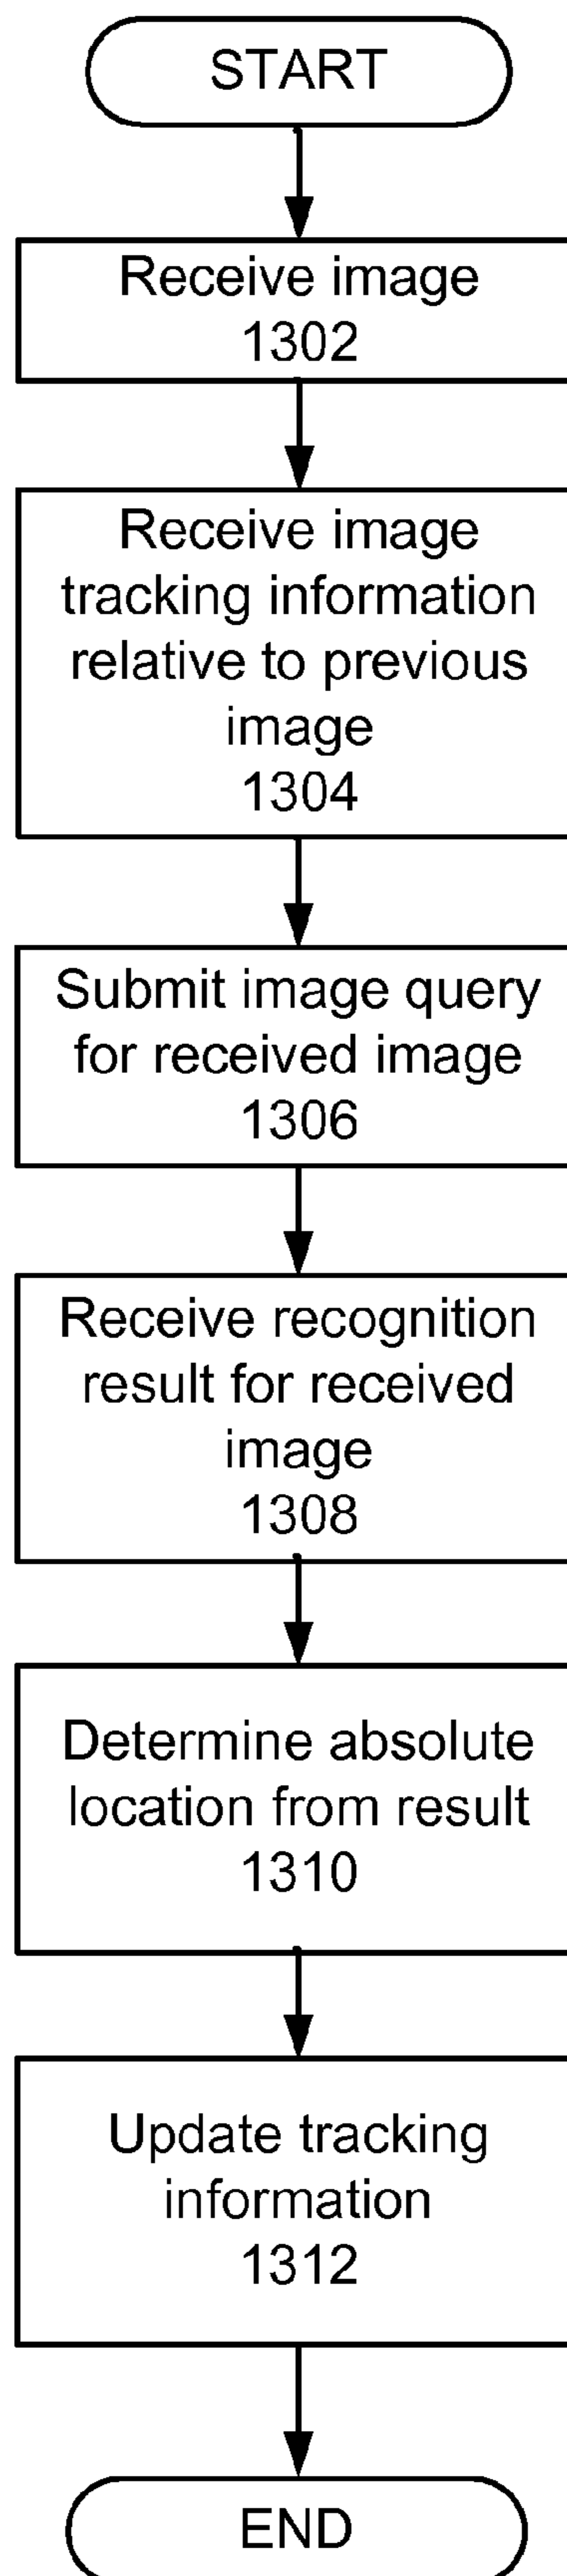 START
Receive image
1302
Receive image
tracking information
relative to previous
image
1304
Submit image query
for received image
1306
Receive recognition
result for received
image
1308
Determine absolute
location from result
1310
Update tracking
information
1312
END